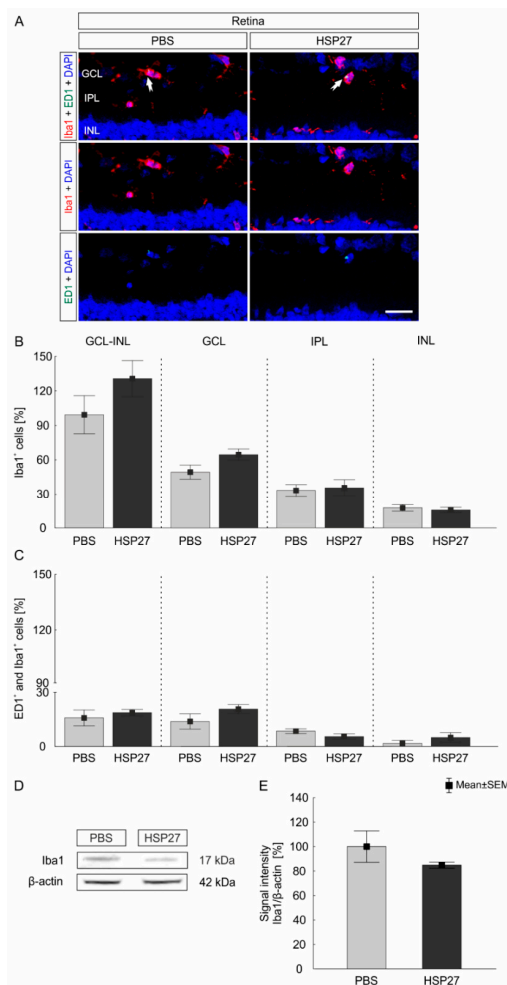 A
Retina
PBS HSP27
Iba1 + ED1 + DAPI
GCL
IPL
INL
Iba1 + DAPI
ED1 + DAPI
B
GCL-INL GCL IPL INL
Iba1⁺ cells [%]
150
120
90
60
30
0
PBS HSP27 PBS HSP27 PBS HSP27 PBS HSP27
C
ED1⁺ and Iba1⁺ cells [%]
150
120
90
30
0
PBS HSP27 PBS HSP27 PBS HSP27 PBS HSP27
D
PBS HSP27
Iba1 17 kDa
β-actin 42 kDa
E
Mean±SEM
Signal intensity
Iba1/β-actin [%]
140
120
100
80
60
40
20
0
PBS HSP27